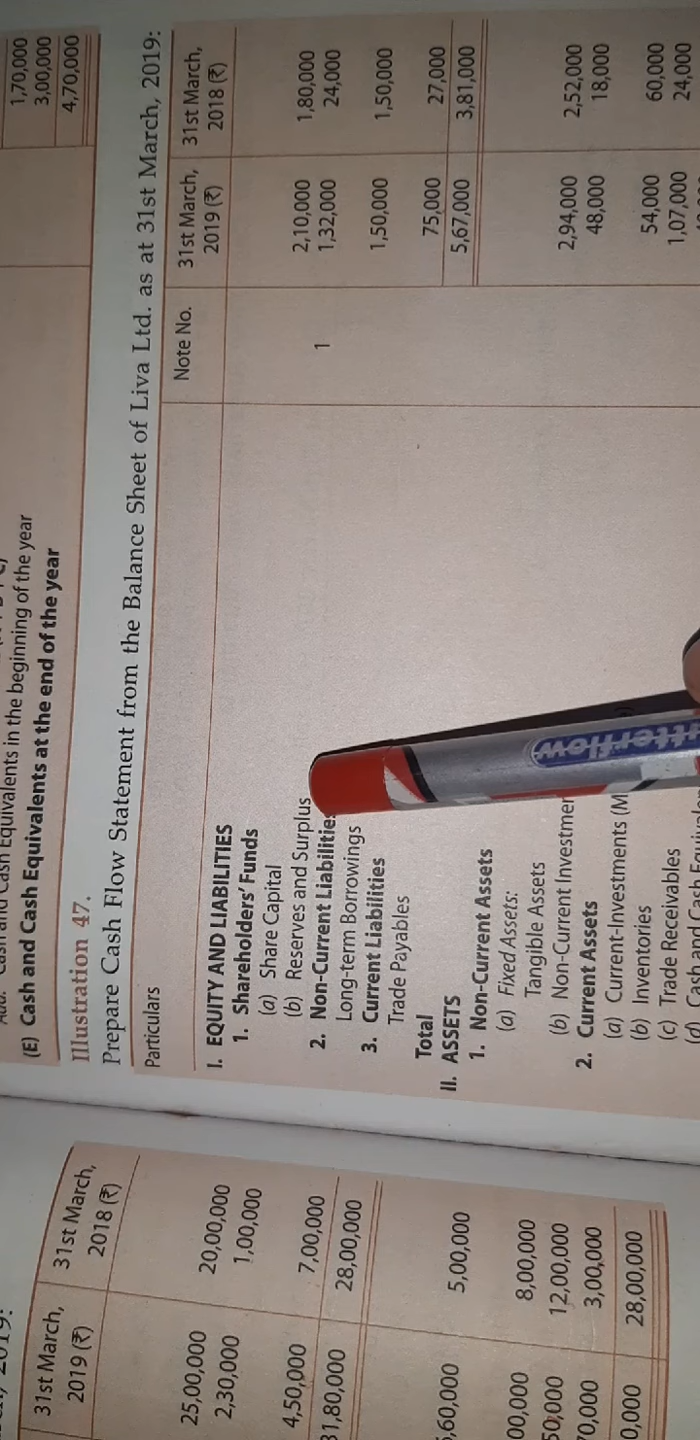 Cash Equivalents in the beginning of the year
(E) Cash and Cash Equivalents at the end of the year
1,70,000
3,00,000
4,70,000
Illustration 47.
Prepare Cash Flow Statement from the Balance Sheet of Liva Ltd. as at 31st March, 2019:
Particulars Note No. 31st March, 2019 (₹) 31st March, 2018 (₹)
I. EQUITY AND LIABILITIES
1. Shareholders' Funds
(a) Share Capital 2,10,000 1,80,000
(b) Reserves and Surplus 1 1,32,000 24,000
2. Non-Current
Long-term Borrowings 1,50,000 1,50,000
3. Current Liabilities
Trade Payables 75,000 27,000
Total 5,67,000 3,81,000
II. ASSETS
1. Non-Current Assets
(a) Fixed Assets:
Tangible Assets 2,94,000 2,52,000
(b) Non-Current 48,000 18,000
2. Current Assets
(a) Current-Investments
(b) Inventories 54,000 60,000
(c) Trade Receivables 1,07,000 24,000
(d) Cash and Cash
31st March, 2019 (₹) 31st March, 2018 (₹)
25,00,000 20,00,000
2,30,000 1,00,000
4,50,000 7,00,000
31,80,000 28,00,000
5,00,000
8,00,000
12,00,000
3,00,000
28,00,000